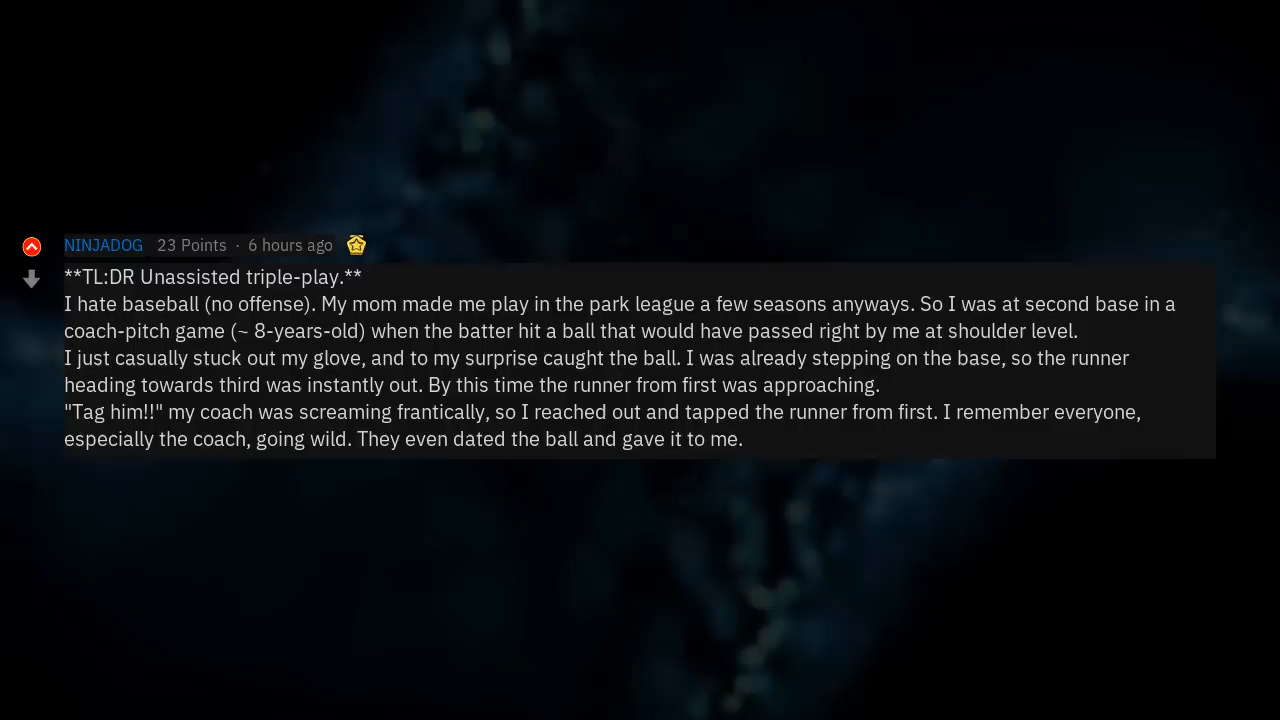 NINJADOG 23 Points · 6 hours ago
**TL:DR Unassisted triple-play.**
I hate baseball (no offense). My mom made me play in the park league a few seasons anyways. So I was at second base in a
coach-pitch game (~ 8-years-old) when the batter hit a ball that would have passed right by me at shoulder level.
I just casually stuck out my glove, and to my surprise caught the ball. I was already stepping on the base, so the runner
heading towards third was instantly out. By this time the runner from first was approaching.
"Tag him!!" my coach was screaming frantically, so I reached out and tapped the runner from first. I remember everyone,
especially the coach, going wild. They even dated the ball and gave it to me.